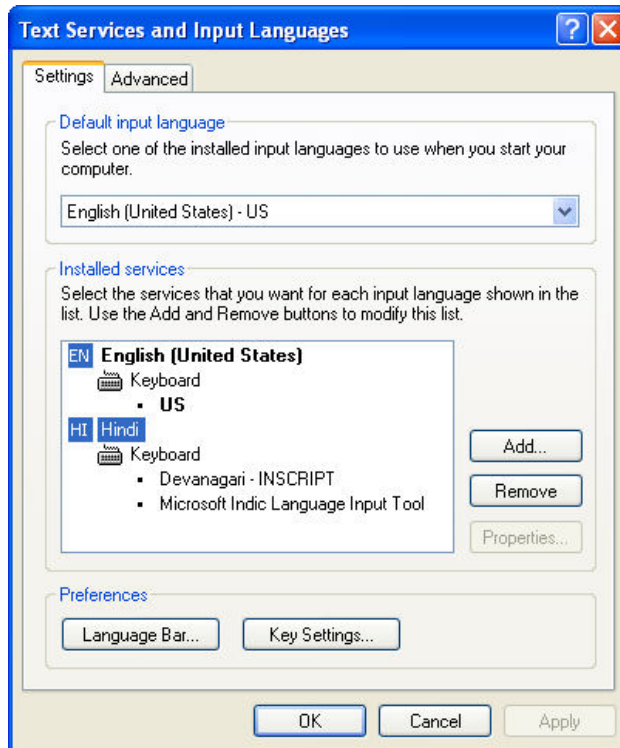 Text Services and Input Languages
Settings
Advanced
Default input language
Select one of the installed input languages to use when you start your
computer.
English (United States) - US
Installed services
Select the services that you want for each input language shown in the
list. Use the Add and Remove buttons to modify this list.
EN English (United States)
Keyboard
• US
HI Hindi
Keyboard
• Devanagari - INSCRIPT
• Microsoft Indic Language Input Tool
Add...
Remove
Properties...
Preferences
Language Bar...
Key Settings...
OK
Cancel
Apply